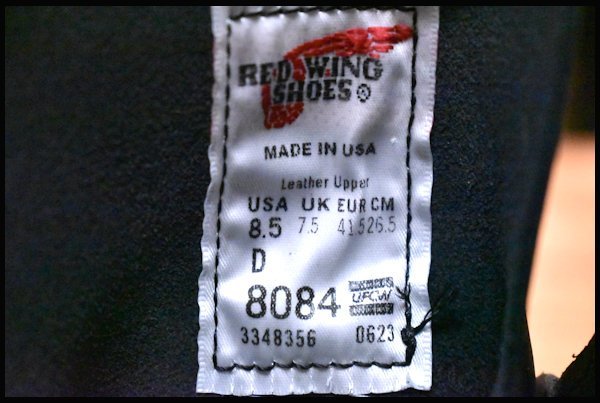 RED WING
SHOES®
MADE IN USA
Leather Upper
USA UK EUR CM
8.5 7.5 41.5 26.5
D
8084 UFCW
3348356 0623